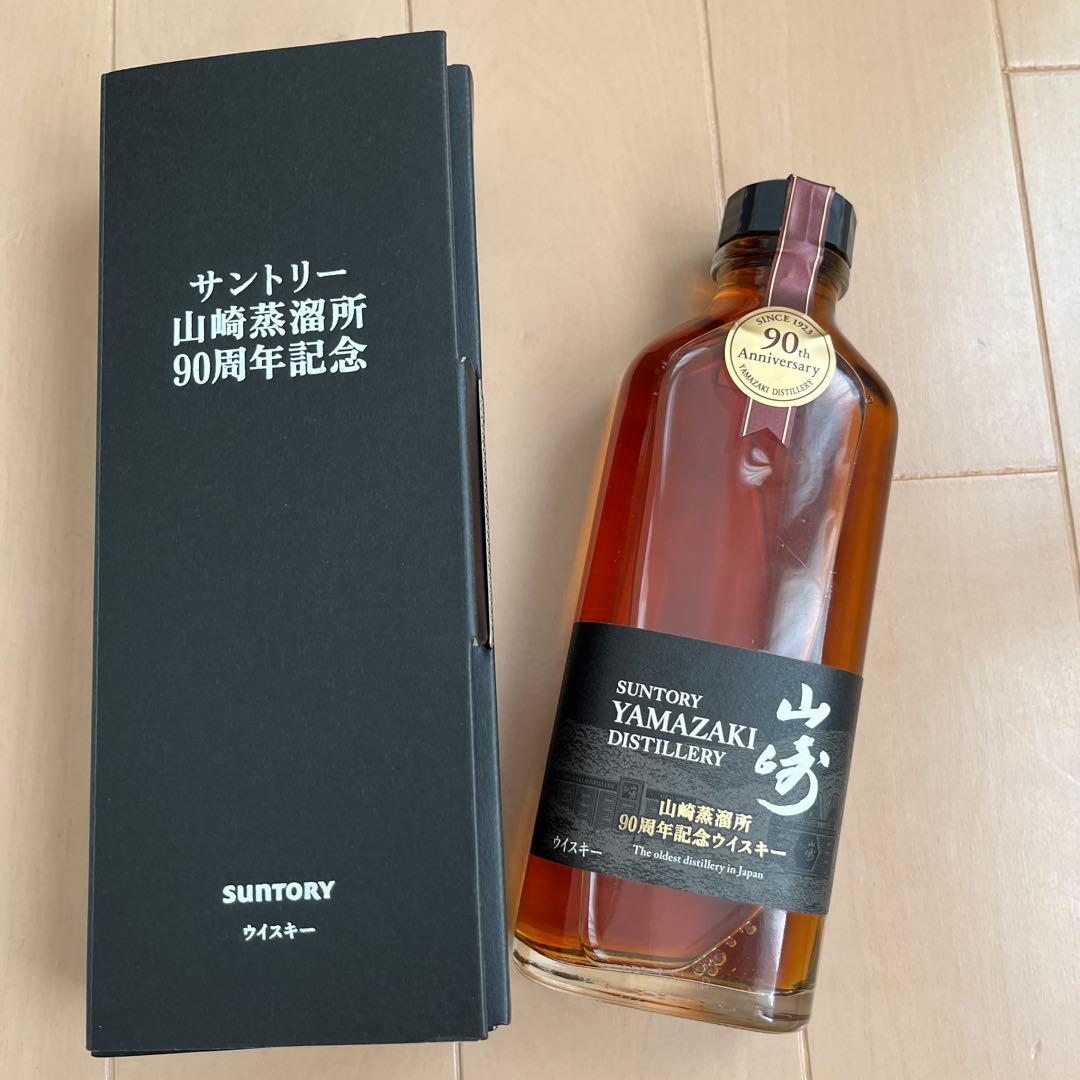 サントリー
山崎蒸溜所
90周年記念
SUNTORY
ウイスキー
SINCE 1923
90th
Anniversary
YAMAZAKI DISTILLERY
SUNTORY
YAMAZAKI
DISTILLERY
山崎
山崎蒸溜所
90周年記念ウイスキー
ウイスキー
The oldest distillery in Japan